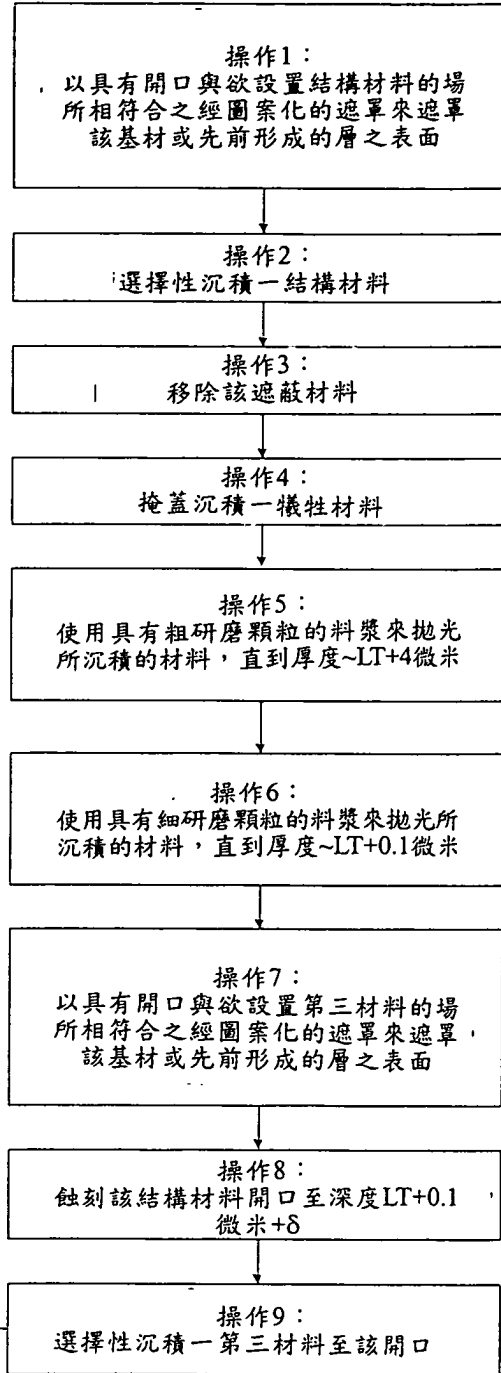 操作1：
以具有開口與欲設置結構材料的場
所相符合之經圖案化的遮罩來遮罩
該基材或先前形成的層之表面
操作2：
選擇性沉積一結構材料
操作3：
移除該遮蔽材料
操作4：
掩蓋沉積一犧牲材料
操作5：
使用具有粗研磨顆粒的料漿來拋光
所沉積的材料，直到厚度~LT+4微米
操作6：
使用具有細研磨顆粒的料漿來拋光所
沉積的材料，直到厚度~LT+0.1微米
操作7：
以具有開口與欲設置第三材料的場
所相符合之經圖案化的遮罩來遮罩
該基材或先前形成的層之表面
操作8：
蝕刻該結構材料開口至深度LT+0.1
微米+δ
操作9：
選擇性沉積一第三材料至該開口